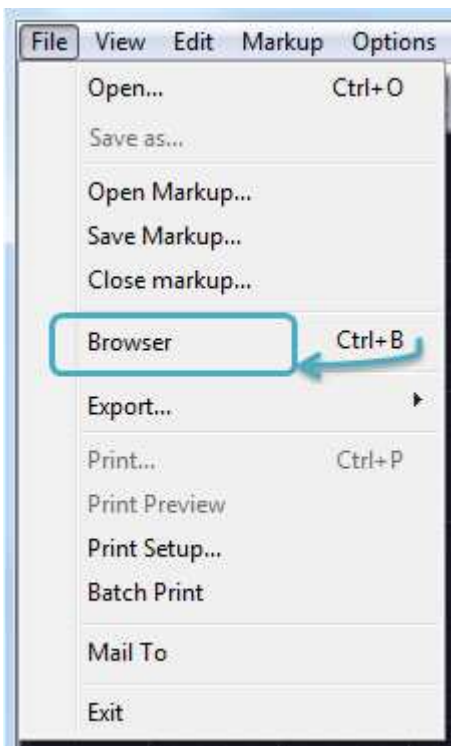 File View Edit Markup Options
Open... Ctrl+O
Save as...
Open Markup...
Save Markup...
Close markup...
Browser Ctrl+B
Export...
Print... Ctrl+P
Print Preview
Print Setup...
Batch Print
Mail To
Exit